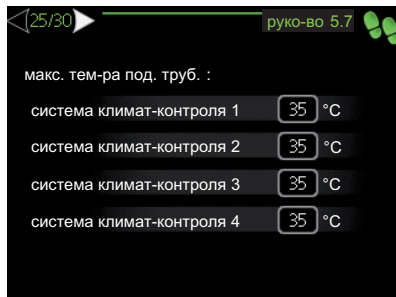 25/30 руко-во 5.7
макс. тем-ра под. труб. :
система климат-контроля 1 35 °C
система климат-контроля 2 35 °C
система климат-контроля 3 35 °C
система климат-контроля 4 35 °C